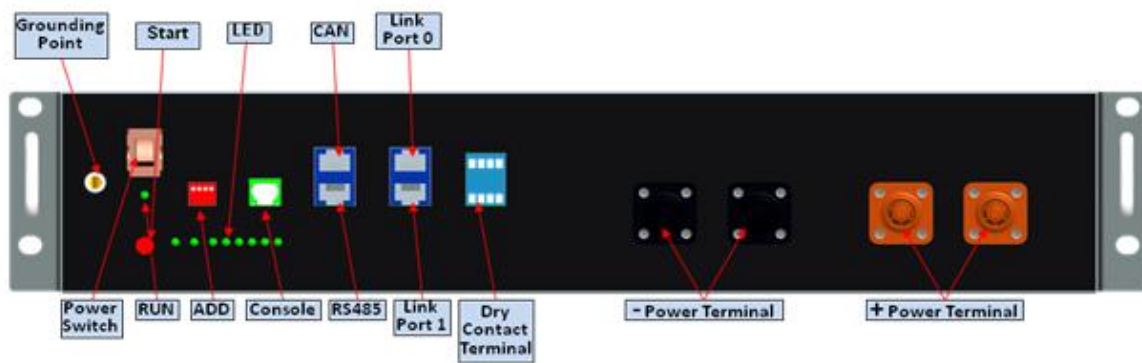 Grounding
Point
Start
LED
CAN
Link
Port 0
Power
Switch
RUN
ADD
Console
RS485
Link
Port 1
Dry
Contact
Terminal
- Power Terminal
+ Power Terminal